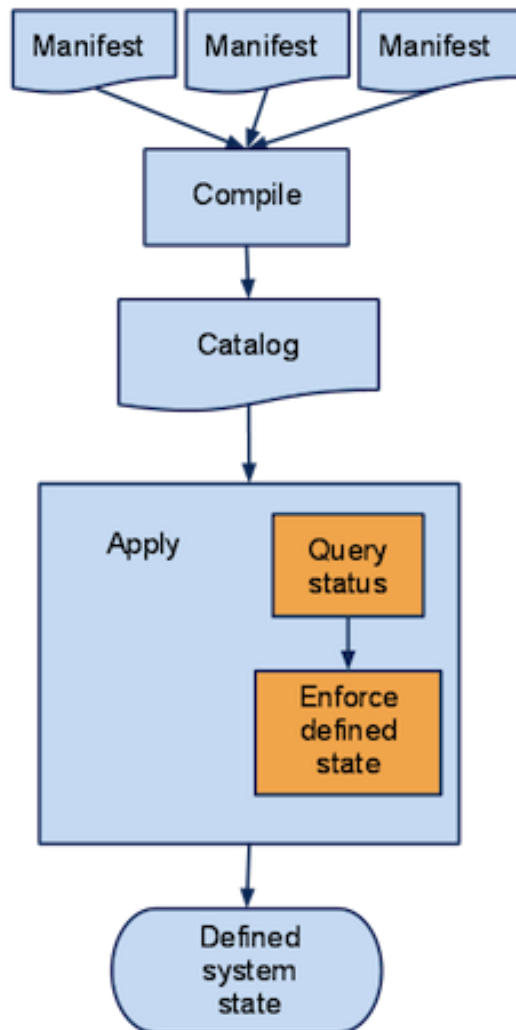 Manifest Manifest Manifest
Compile
Catalog
Apply
Query
status
Enforce
defined
state
Defined
system
state